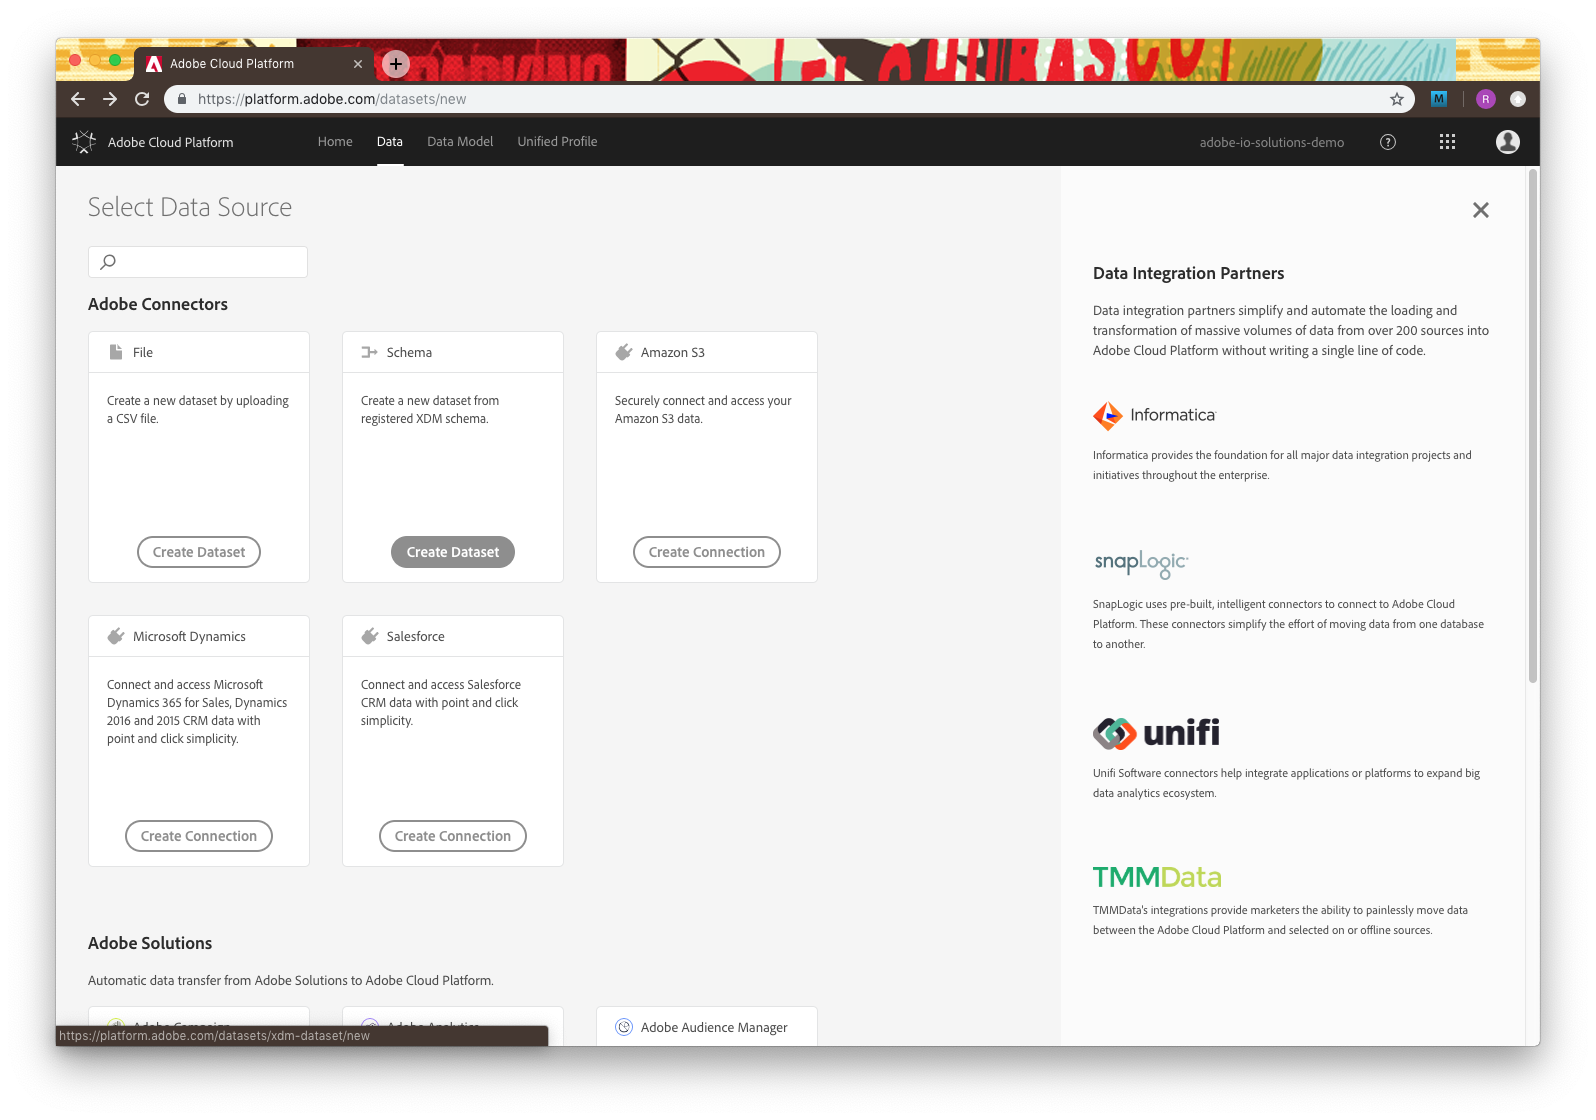 Adobe Cloud Platform
https://platform.adobe.com/datasets/new
M
R
Adobe Cloud Platform
Home
Data
Data Model
Unified Profile
adobe-io-solutions-demo
?
Select Data Source
Adobe Connectors
File
Create a new dataset by uploading
a CSV file.
Create Dataset
Schema
Create a new dataset from
registered XDM schema.
Create Dataset
Amazon S3
Securely connect and access your
Amazon S3 data.
Create Connection
Microsoft Dynamics
Connect and access Microsoft
Dynamics 365 for Sales, Dynamics
2016 and 2015 CRM data with
point and click simplicity.
Create Connection
Salesforce
Connect and access Salesforce
CRM data with point and click
simplicity.
Create Connection
Adobe Solutions
Automatic data transfer from Adobe Solutions to Adobe Cloud Platform.
Adobe Campaign
Adobe Analytics
Adobe Audience Manager
https://platform.adobe.com/datasets/xdm-dataset/new
Data Integration Partners
Data integration partners simplify and automate the loading and
transformation of massive volumes of data from over 200 sources into
Adobe Cloud Platform without writing a single line of code.
Informatica
Informatica provides the foundation for all major data integration projects and
initiatives throughout the enterprise.
snapLogic
SnapLogic uses pre-built, intelligent connectors to connect to Adobe Cloud
Platform. These connectors simplify the effort of moving data from one database
to another.
unifi
Unifi Software connectors help integrate applications or platforms to expand big
data analytics ecosystem.
TMMData
TMMData's integrations provide marketers the ability to painlessly move data
between the Adobe Cloud Platform and selected on or offline sources.